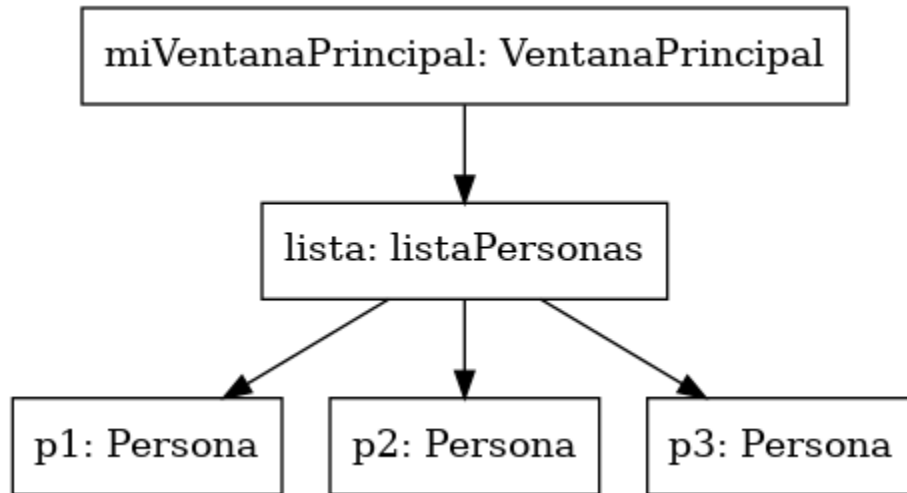 miVentanaPrincipal: VentanaPrincipal
lista: listaPersonas
p1: Persona
p2: Persona
p3: Persona